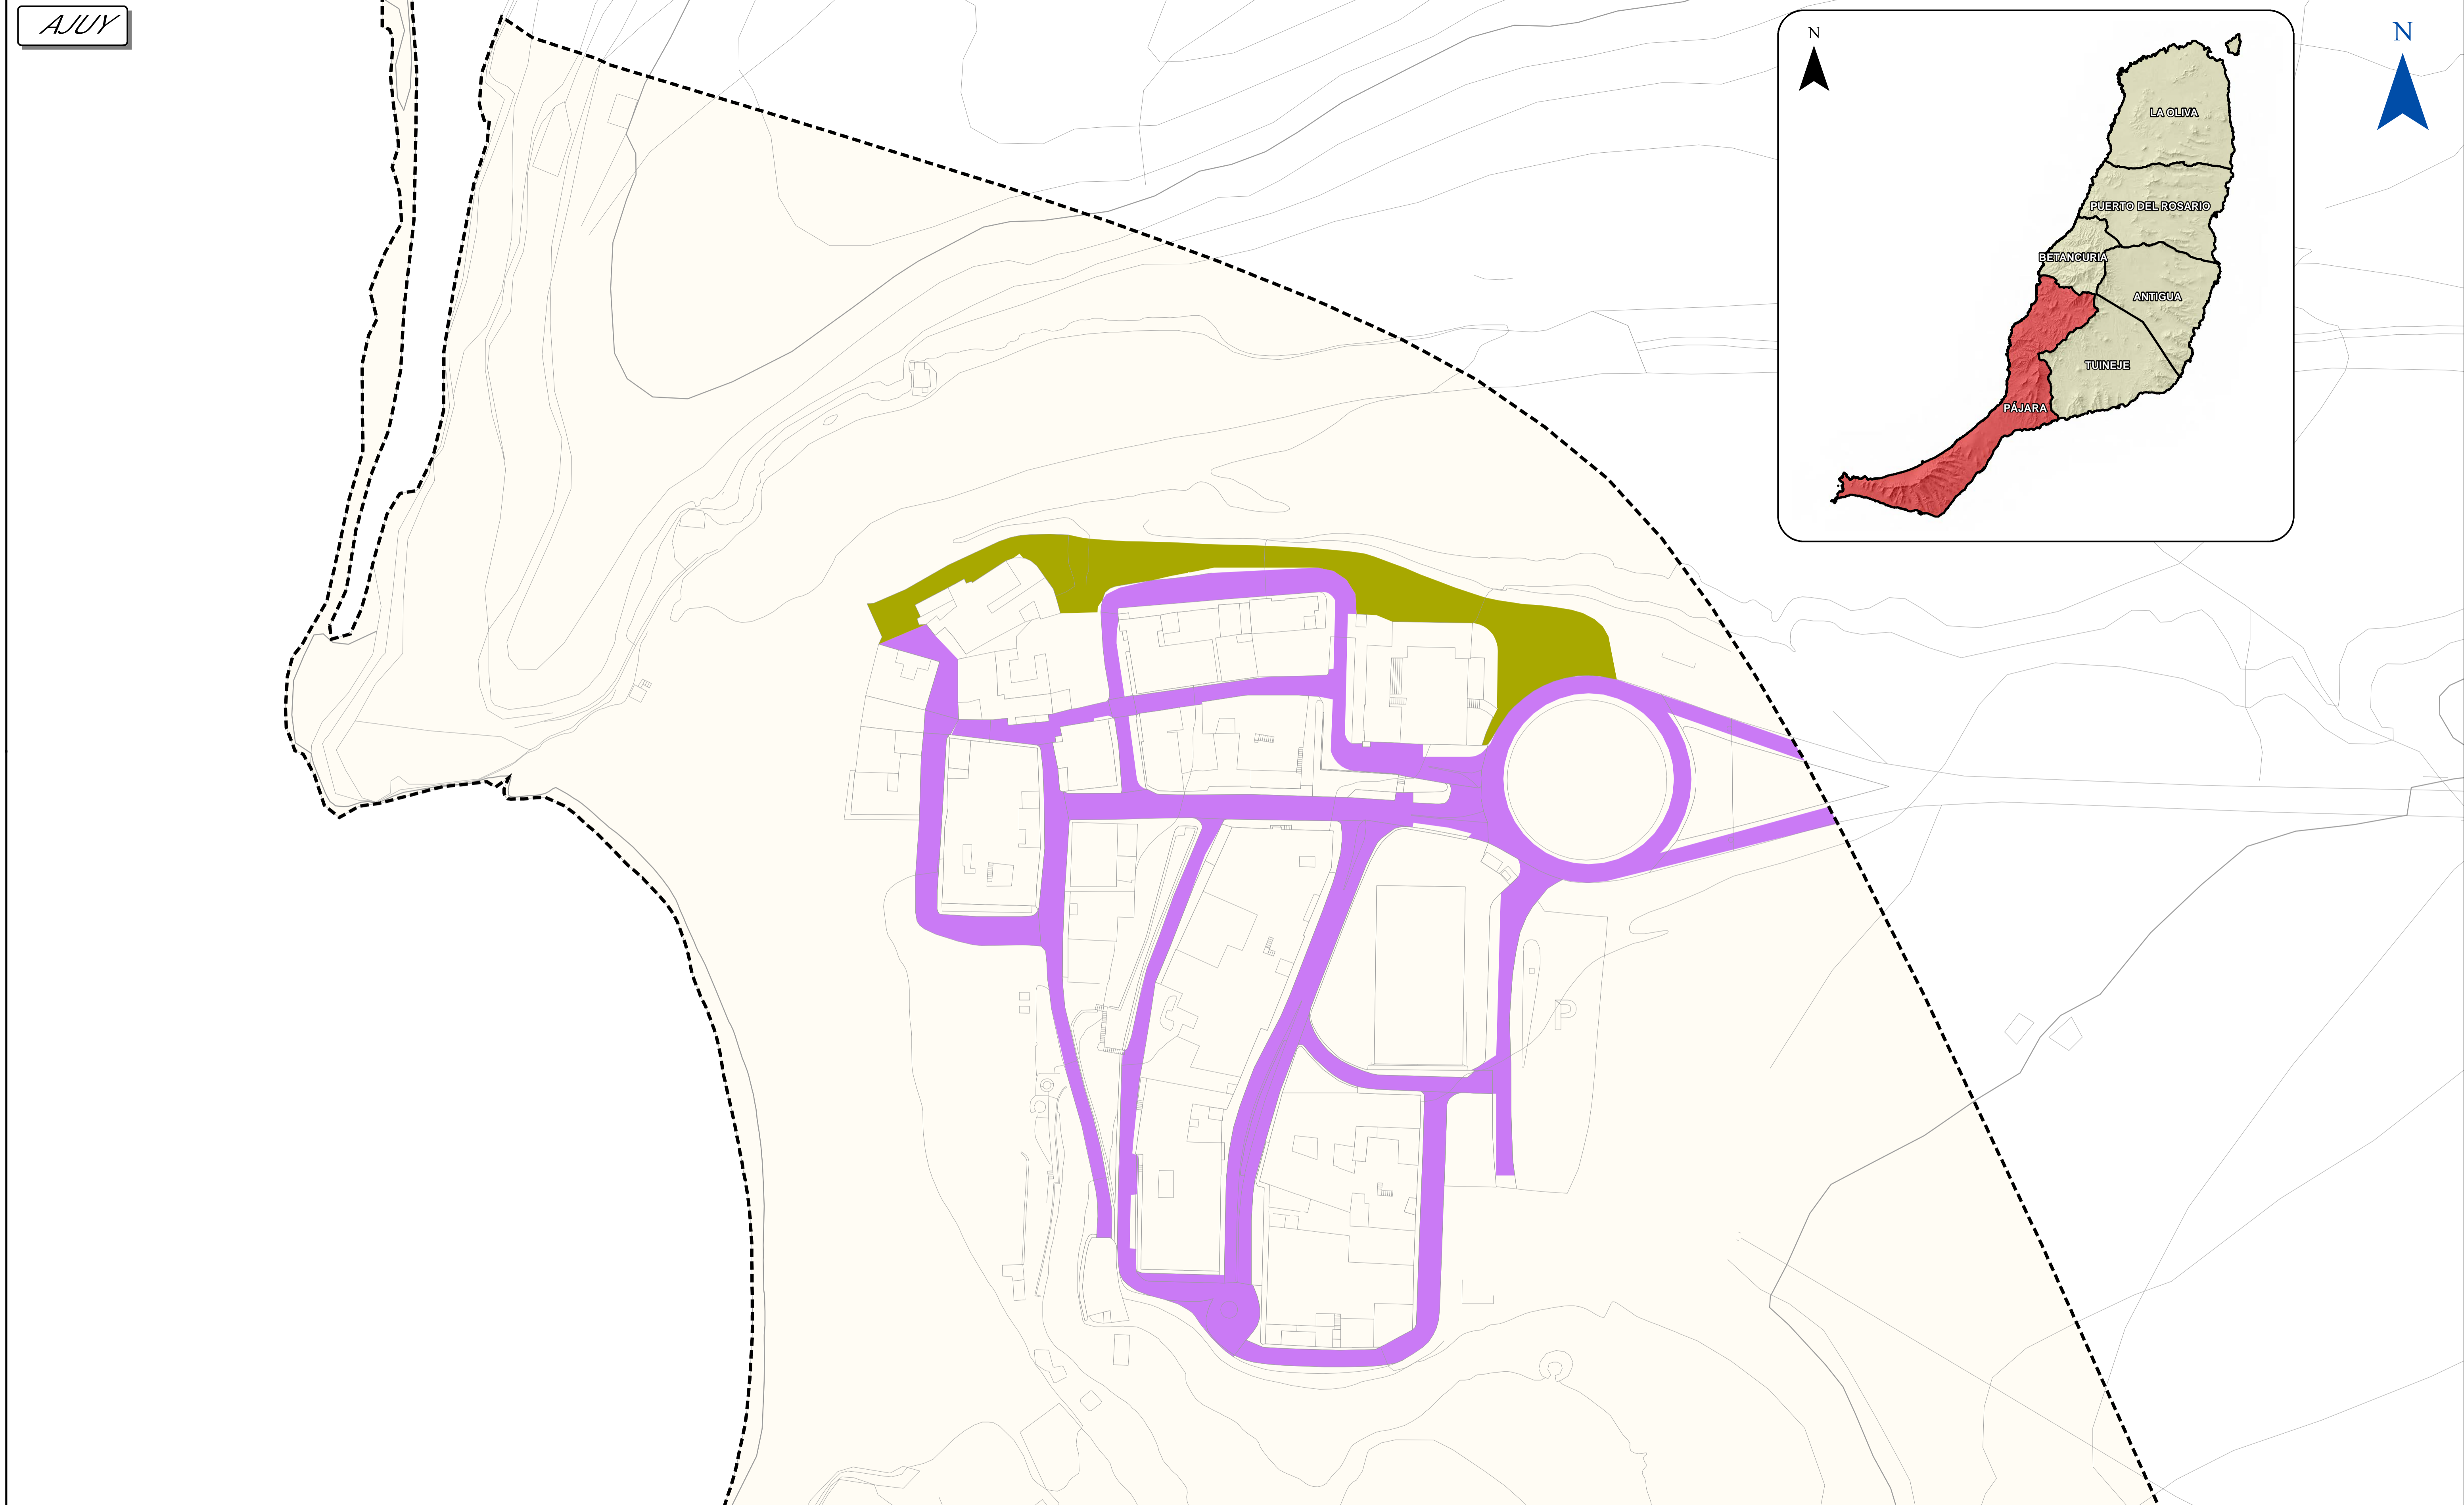 AJUY
N
N
LA OLIVA
PUERTO DEL ROSARIO
BETANCURIA
ANTIGUA
TUINEJE
PÁJARA
P